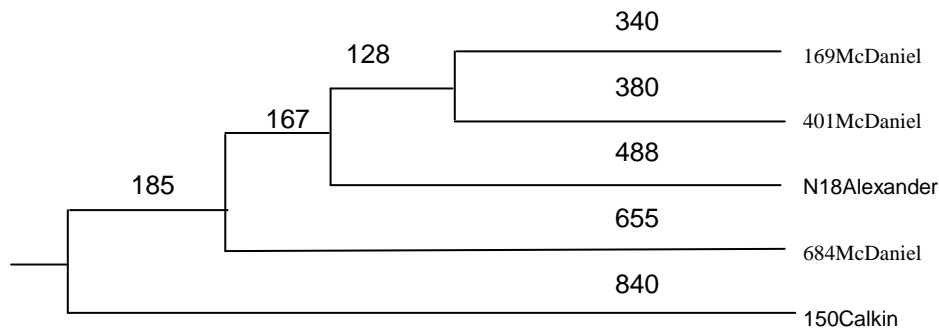 340
128
169McDaniel
380
167
401McDaniel
488
185
N18Alexander
655
684McDaniel
840
150Calkin